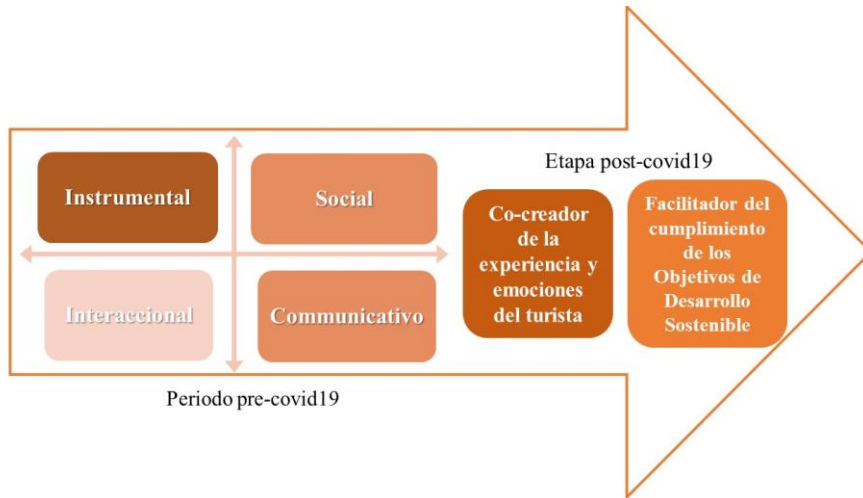 Instrumental
Social
Interaccional
Communicativo
Periodo pre-covid19
Etapa post-covid19
Co-creador
de la
experiencia y
emociones
del turista
Facilitador del
cumplimiento
de los
Objetivos de
Desarrollo
Sostenible